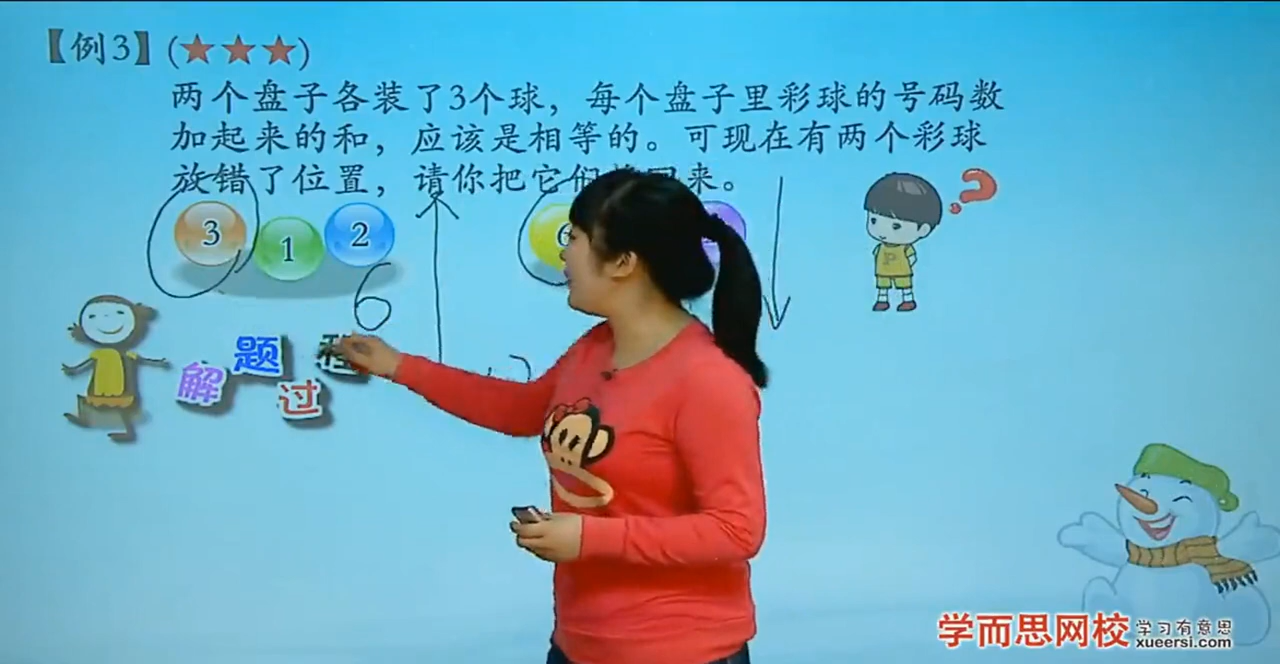 【例3】(★★★)
两个盘子各装了3个球，每个盘子里彩球的号码数
加起来的和，应该是相等的。可现在有两个彩球
放错了位置，请你把它们 来。
3 1 2 6
6
解题过程
P
学而思网校 学习有意思
xueersi.com